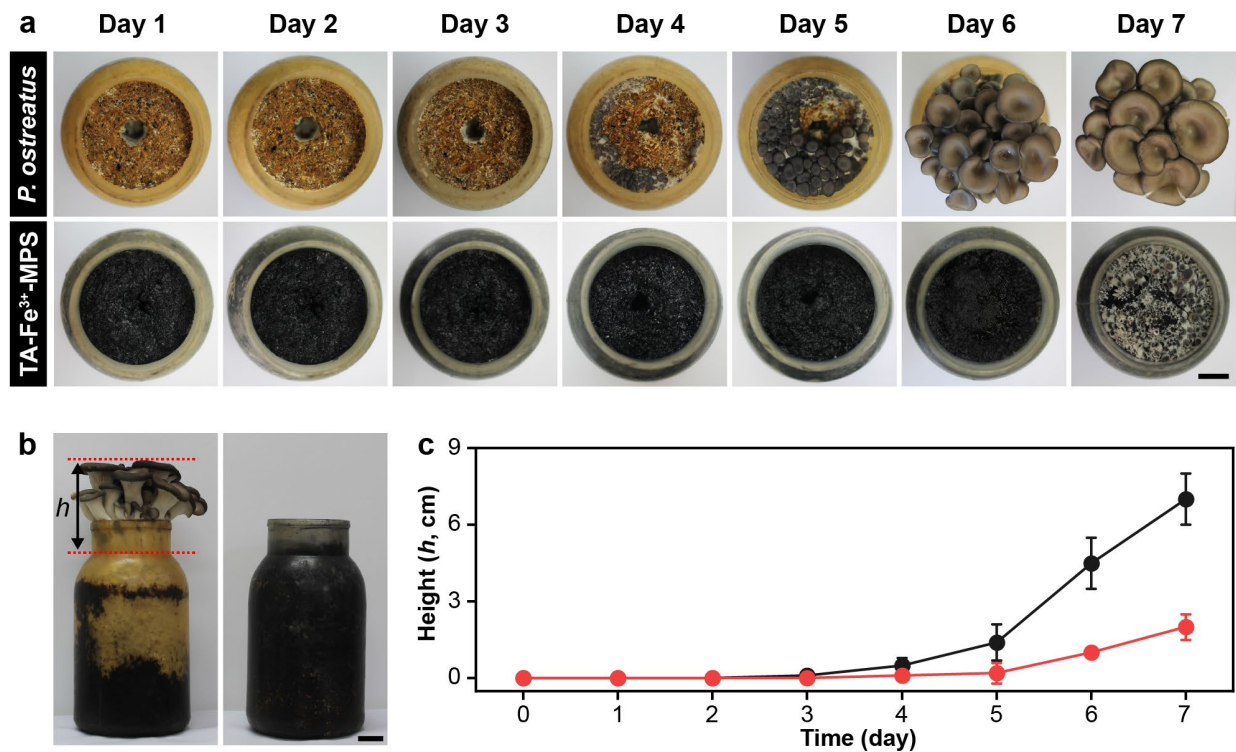 a
Day 1 Day 2 Day 3 Day 4 Day 5 Day 6 Day 7
P. ostreatus
TA-Fe³⁺-MPS
b
h
c
Height (h, cm)
9
6
3
0
0 1 2 3 4 5 6 7
Time (day)